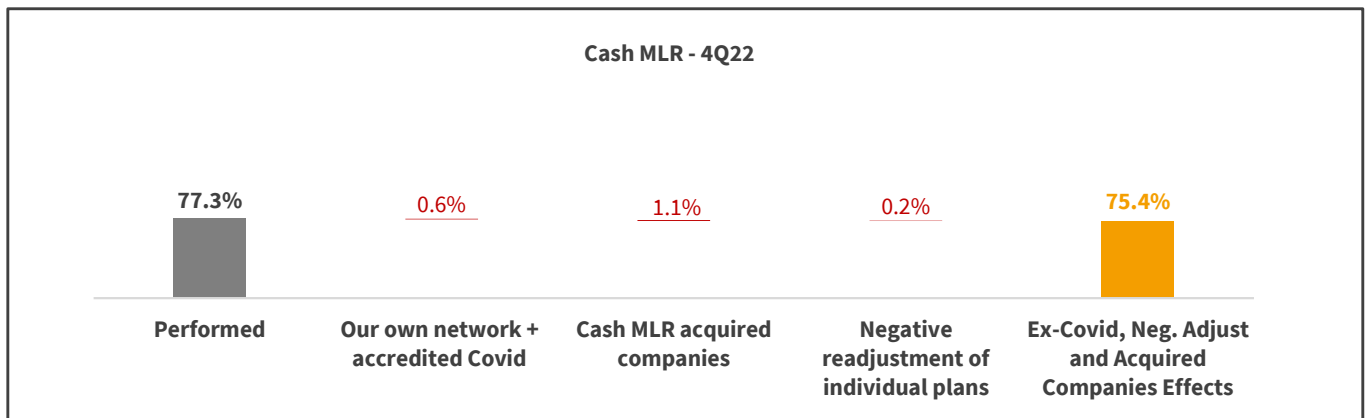 Cash MLR - 4Q22
77.3%
0.6%
1.1%
0.2%
75.4%
Performed
Our own network +
accredited Covid
Cash MLR acquired
companies
Negative
readjustment of
individual plans
Ex-Covid, Neg. Adjust
and Acquired
Companies Effects